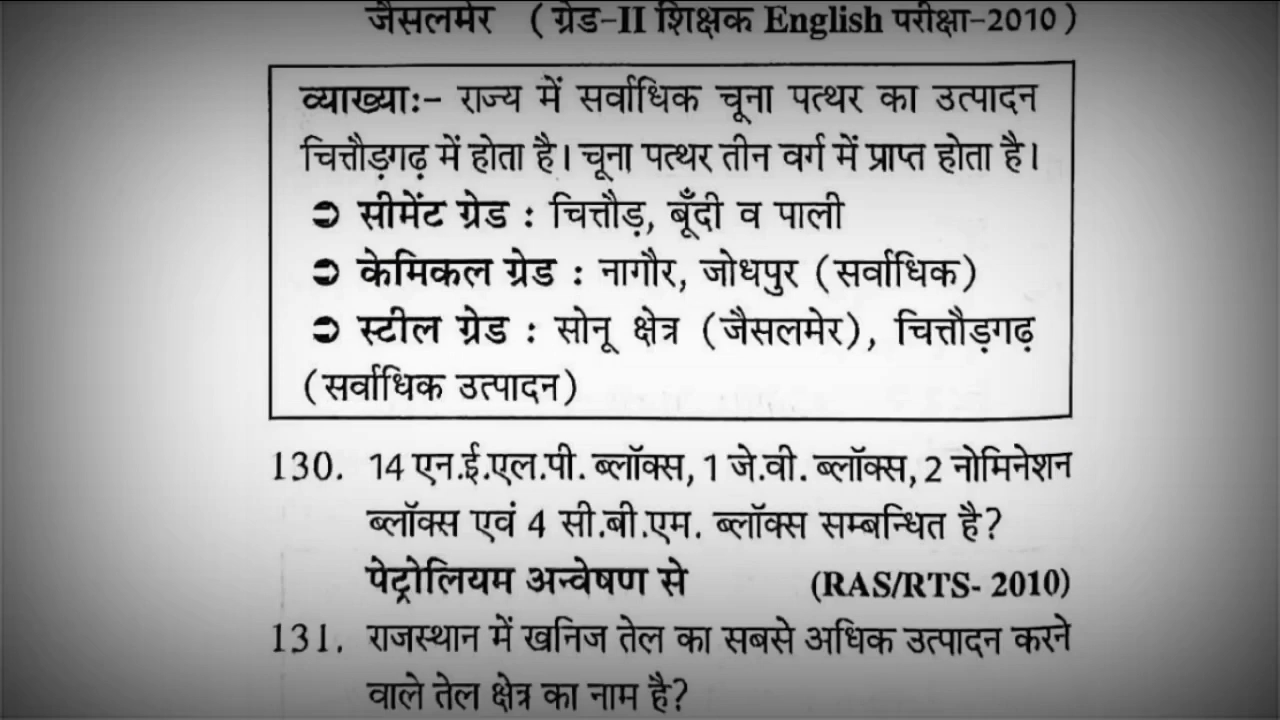 जैसलमेर (ग्रेड-II शिक्षक English परीक्षा-2010)
व्याख्याः- राज्य में सर्वाधिक चूना पत्थर का उत्पादन
चित्तौड़गढ़ में होता है। चूना पत्थर तीन वर्ग में प्राप्त होता है।
➲ सीमेंट ग्रेड : चित्तौड़, बूँदी व पाली
➲ केमिकल ग्रेड : नागौर, जोधपुर (सर्वाधिक)
➲ स्टील ग्रेड : सोनू क्षेत्र (जैसलमेर), चित्तौड़गढ़
(सर्वाधिक उत्पादन)
130. 14 एन.ई.एल.पी. ब्लॉक्स, 1 जे.वी. ब्लॉक्स, 2 नोमिनेशन
ब्लॉक्स एवं 4 सी.बी.एम. ब्लॉक्स सम्बन्धित है?
पेट्रोलियम अन्वेषण से (RAS/RTS- 2010)
131. राजस्थान में खनिज तेल का सबसे अधिक उत्पादन करने
वाले तेल क्षेत्र का नाम है?